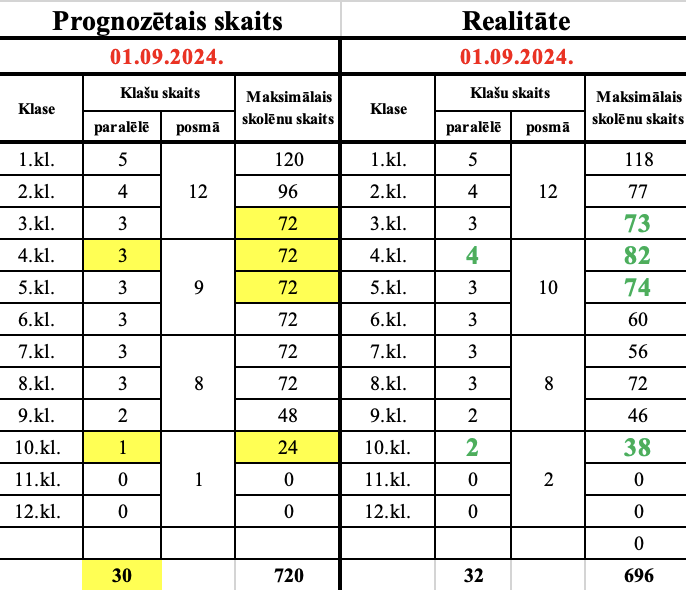 Prognozētais skaits Realitāte
01.09.2024. 01.09.2024.
Klase Klašu skaits Maksimālais skolēnu skaits Klase Klašu skaits Maksimālais skolēnu skaits
paralēlē posmā paralēlē posmā
1.kl. 5 120 1.kl. 5 118
2.kl. 4 12 96 2.kl. 4 12 77
3.kl. 3 72 3.kl. 3 73
4.kl. 3 72 4.kl. 4 82
5.kl. 3 9 72 5.kl. 3 10 74
6.kl. 3 72 6.kl. 3 60
7.kl. 3 72 7.kl. 3 56
8.kl. 3 8 72 8.kl. 3 8 72
9.kl. 2 48 9.kl. 2 46
10.kl. 1 24 10.kl. 2 38
11.kl. 0 1 0 11.kl. 0 2 0
12.kl. 0 0 12.kl. 0 0
0
30 720 32 696